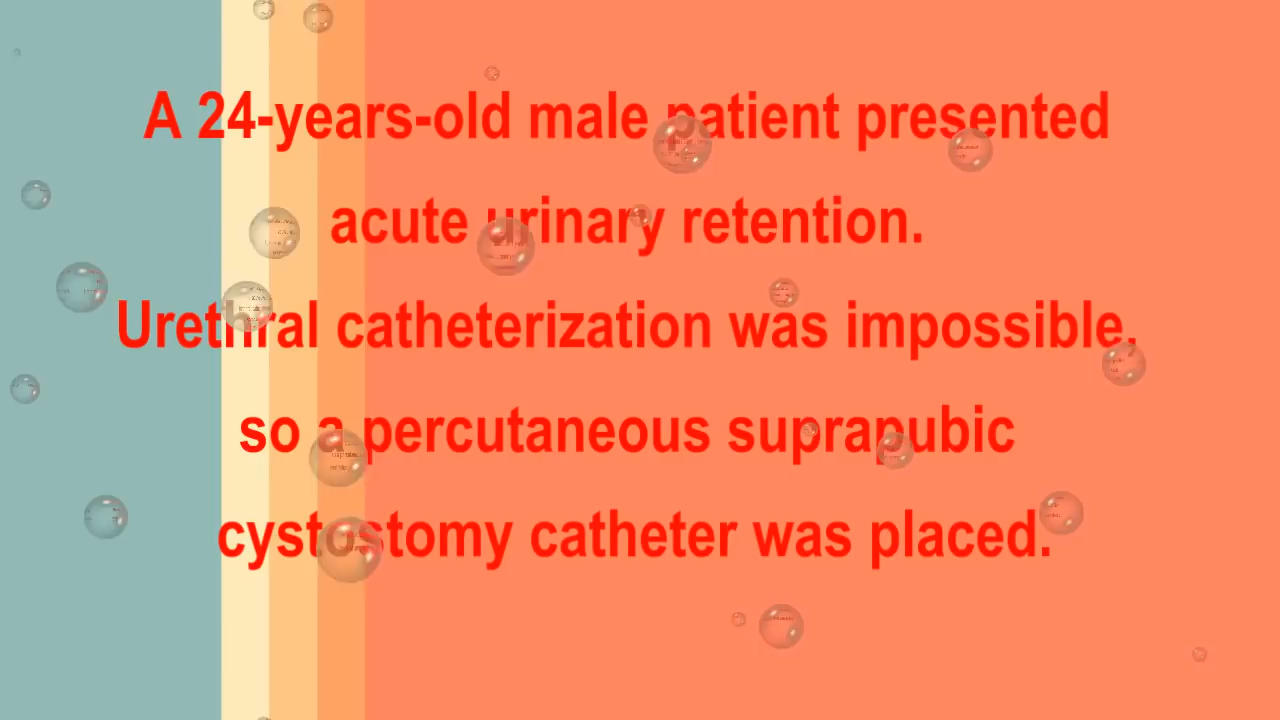 A 24-years-old male patient presented
acute urinary retention.
Urethral catheterization was impossible,
so a percutaneous suprapubic
cystostomy catheter was placed.